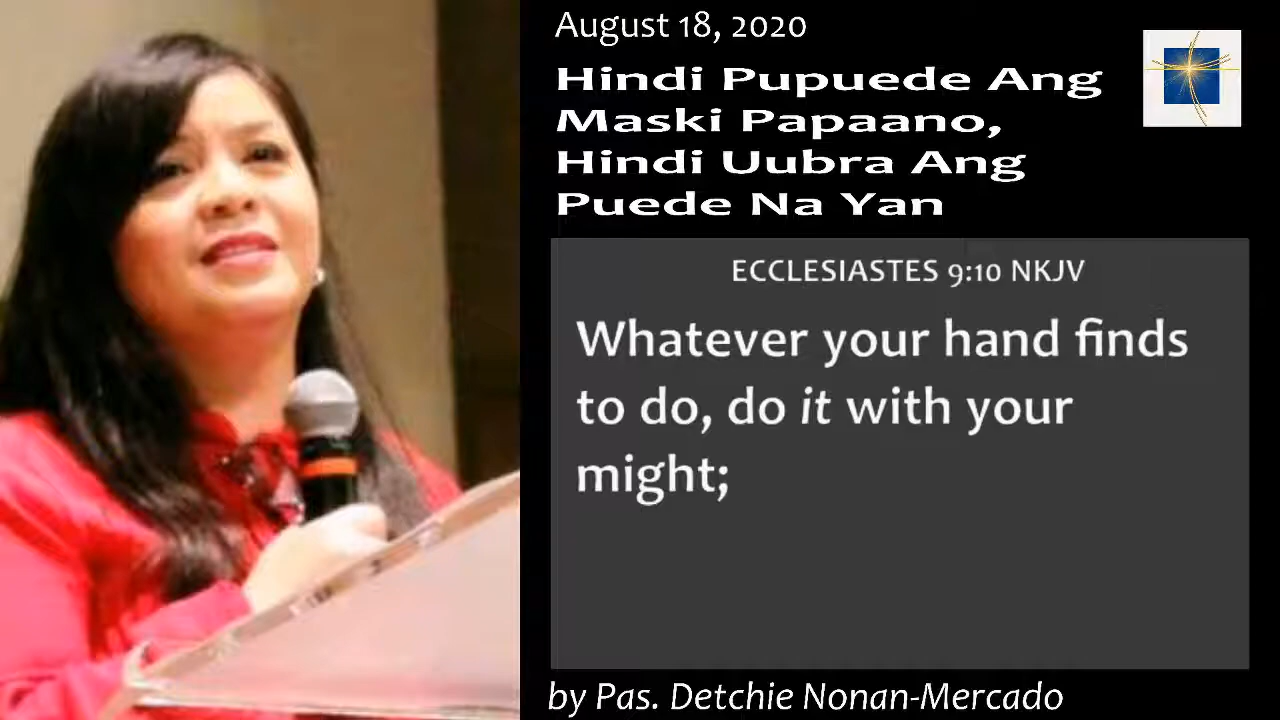 August 18, 2020
Hindi Pupuede Ang
Maski Papaano,
Hindi Uubra Ang
Puede Na Yan
ECCLESIASTES 9:10 NKJV
Whatever your hand finds
to do, do it with your
might;
by Pas. Detchie Nonan-Mercado